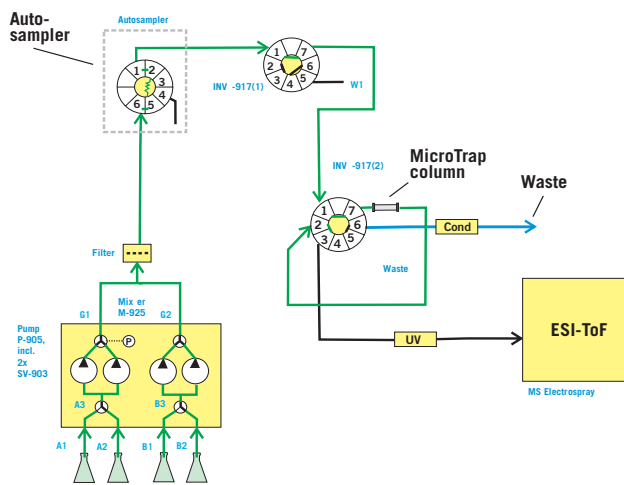 Auto-
sampler
Autosampler
1
2
3
4
5
6
INV -917(1)
1
7
2
6
3
4
5
W1
INV -917(2)
MicroTrap
column
Waste
1
7
2
6
3
4
5
Cond
Waste
Filter
Mix er
M-925
G1
G2
Pump
P-905,
incl.
2x
SV-903
P
UV
ESI-ToF
MS Electrospray
A3
B3
A1
A2
B1
B2